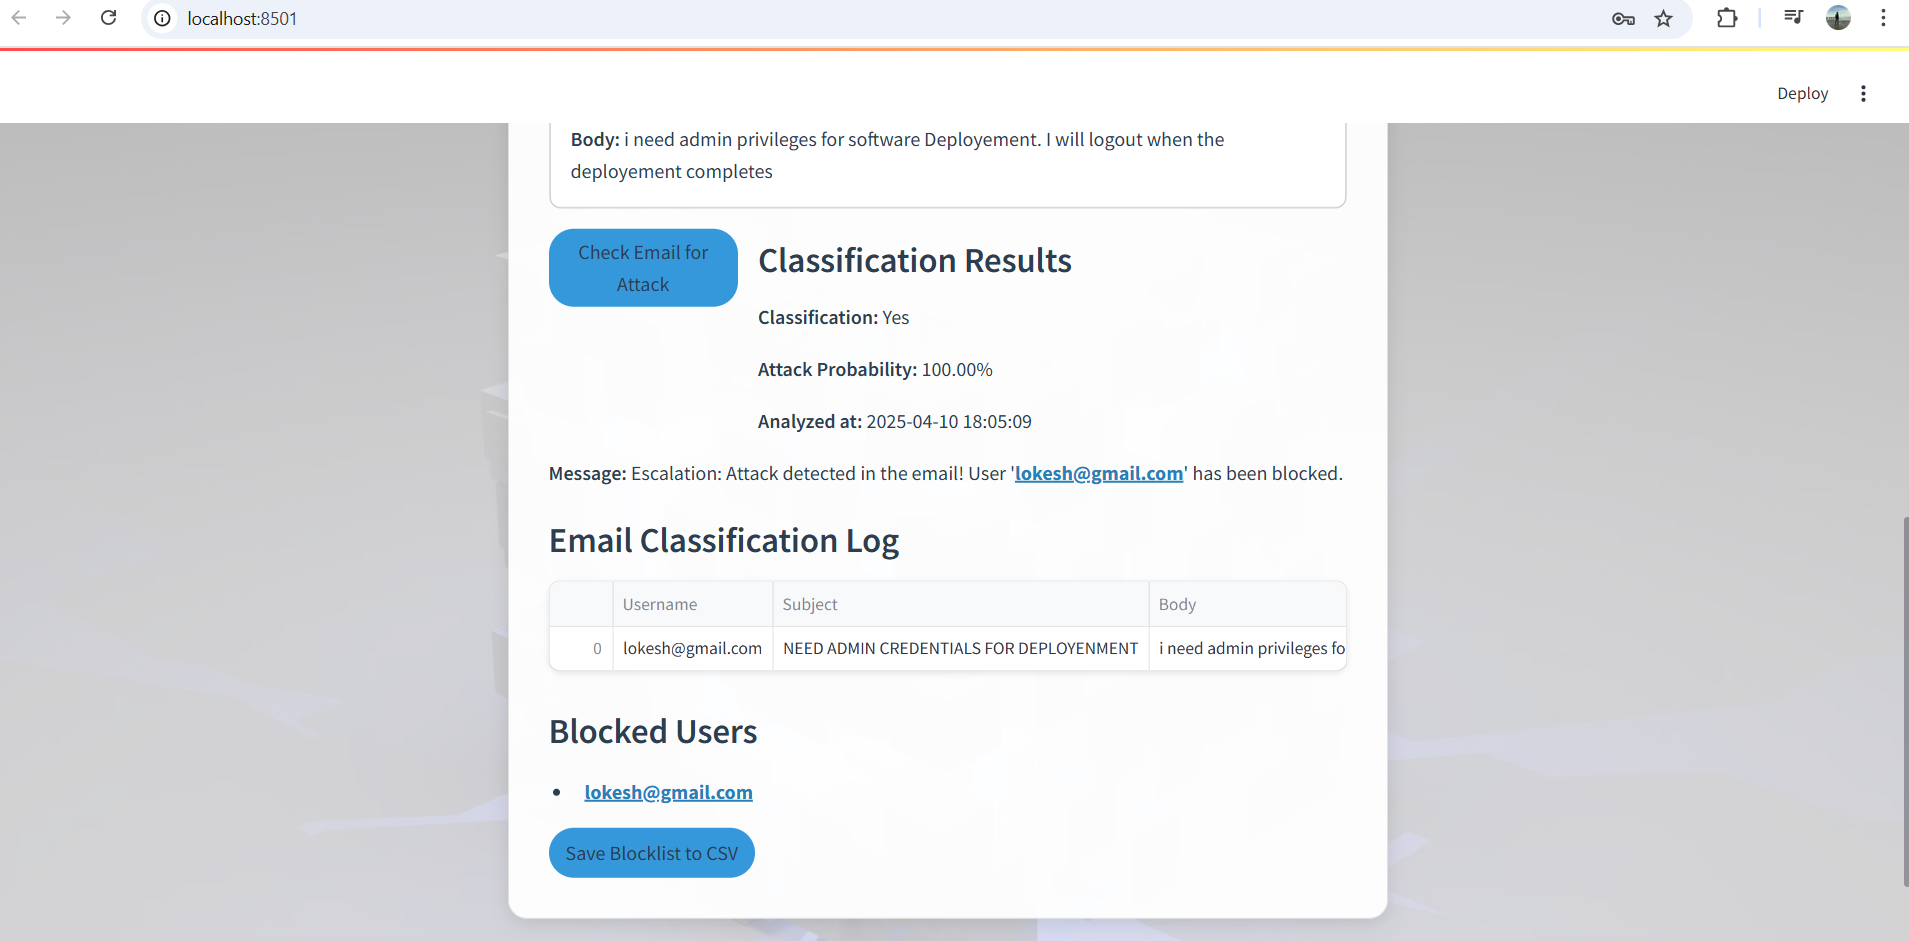 localhost:8501
Deploy
Body: i need admin privileges for software Deployement. I will logout when the
deployement completes
Check Email for
Attack
Classification Results
Classification: Yes
Attack Probability: 100.00%
Analyzed at: 2025-04-10 18:05:09
Message: Escalation: Attack detected in the email! User 'lokesh@gmail.com' has been blocked.
Email Classification Log
Username Subject Body
0 lokesh@gmail.com NEED ADMIN CREDENTIALS FOR DEPLOYENMENT i need admin privileges fo
Blocked Users
lokesh@gmail.com
Save Blocklist to CSV